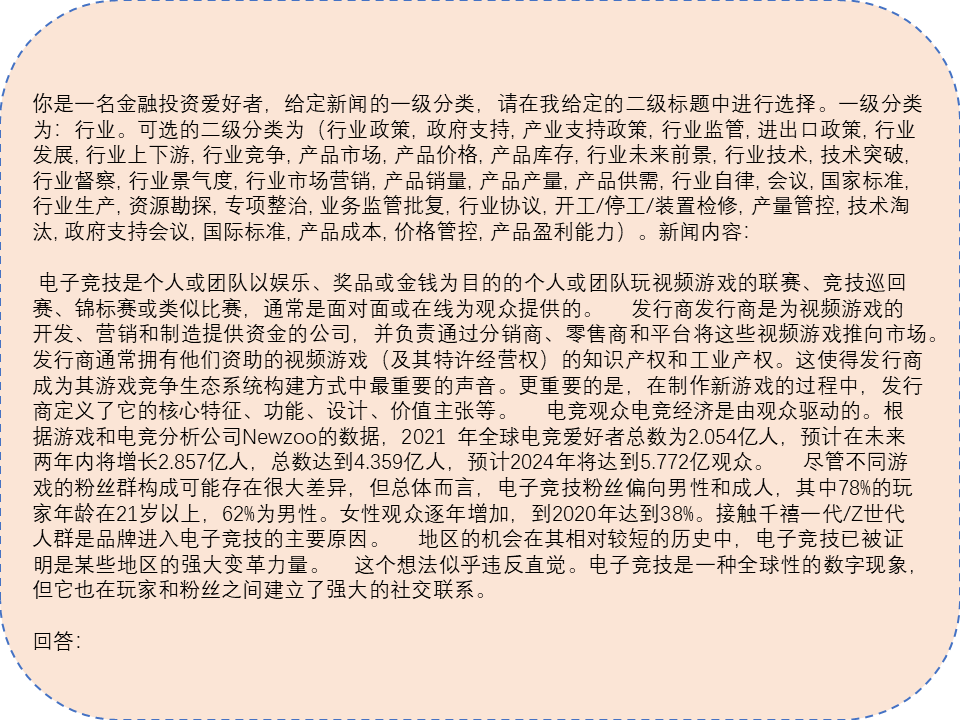 你是一名金融投资爱好者，给定新闻的一级分类，请在我给定的二级标题中进行选择。一级分类
为：行业。可选的二级分类为（行业政策, 政府支持, 产业支持政策, 行业监管, 进出口政策, 行业
发展, 行业上下游, 行业竞争, 产品市场, 产品价格, 产品库存, 行业未来前景, 行业技术, 技术突破,
行业督察, 行业景气度, 行业市场营销, 产品销量, 产品产量, 产品供需, 行业自律, 会议, 国家标准,
行业生产, 资源勘探, 专项整治, 业务监管批复, 行业协议, 开工/停工/装置检修, 产量管控, 技术淘
汰, 政府支持会议, 国际标准, 产品成本, 价格管控, 产品盈利能力）。新闻内容：
电子竞技是个人或团队以娱乐、奖品或金钱为目的的个人或团队玩视频游戏的联赛、竞技巡回
赛、锦标赛或类似比赛，通常是面对面或在线为观众提供的。 发行商发行商是为视频游戏的
开发、营销和制造提供资金的公司，并负责通过分销商、零售商和平台将这些视频游戏推向市场。
发行商通常拥有他们资助的视频游戏（及其特许经营权）的知识产权和工业产权。这使得发行商
成为其游戏竞争生态系统构建方式中最重要的声音。更重要的是，在制作新游戏的过程中，发行
商定义了它的核心特征、功能、设计、价值主张等。 电竞观众电竞经济是由观众驱动的。根
据游戏和电竞分析公司Newzoo的数据，2021 年全球电竞爱好者总数为2.054亿人，预计在未来
两年内将增长2.857亿人，总数达到4.359亿人，预计2024年将达到5.772亿观众。 尽管不同游
戏的粉丝群构成可能存在很大差异，但总体而言，电子竞技粉丝偏向男性和成人，其中78%的玩
家年龄在21岁以上，62%为男性。女性观众逐年增加，到2020年达到38%。接触千禧一代/Z世代
人群是品牌进入电子竞技的主要原因。 地区的机会在其相对较短的历史中，电子竞技已被证
明是某些地区的强大变革力量。 这个想法似乎违反直觉。电子竞技是一种全球性的数字现象，
但它也在玩家和粉丝之间建立了强大的社交联系。
回答：